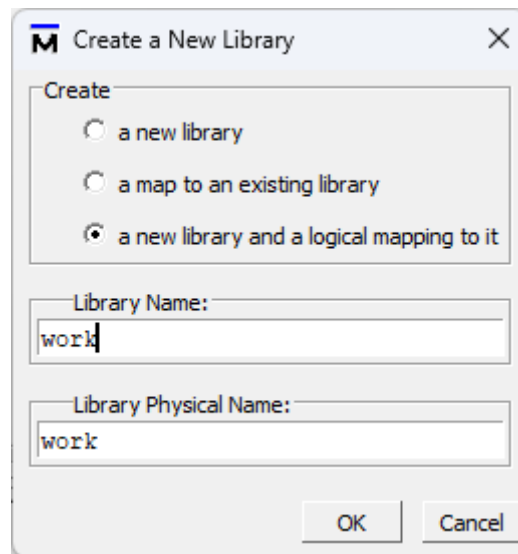 Create a New Library
Create
a new library
a map to an existing library
a new library and a logical mapping to it
Library Name:
work
Library Physical Name:
work
OK Cancel